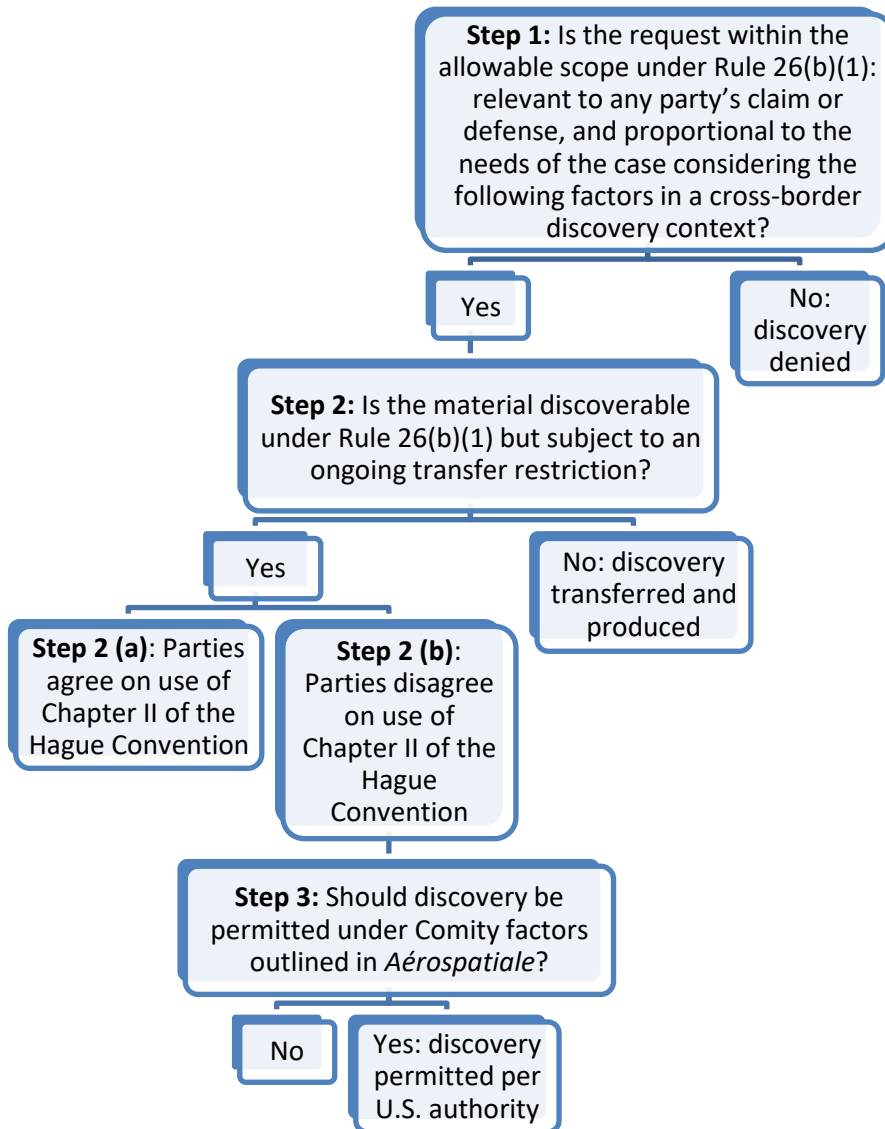 Step 1: Is the request within the
allowable scope under Rule 26(b)(1):
relevant to any party’s claim or
defense, and proportional to the
needs of the case considering the
following factors in a cross-border
discovery context?
Yes
No:
discovery
denied
Step 2: Is the material discoverable
under Rule 26(b)(1) but subject to an
ongoing transfer restriction?
Yes
No: discovery
transferred and
produced
Step 2 (a): Parties
agree on use of
Chapter II of the
Hague Convention
Step 2 (b):
Parties disagree
on use of
Chapter II of the
Hague
Convention
Step 3: Should discovery be
permitted under Comity factors
outlined in Aérospatiale?
No
Yes: discovery
permitted per
U.S. authority